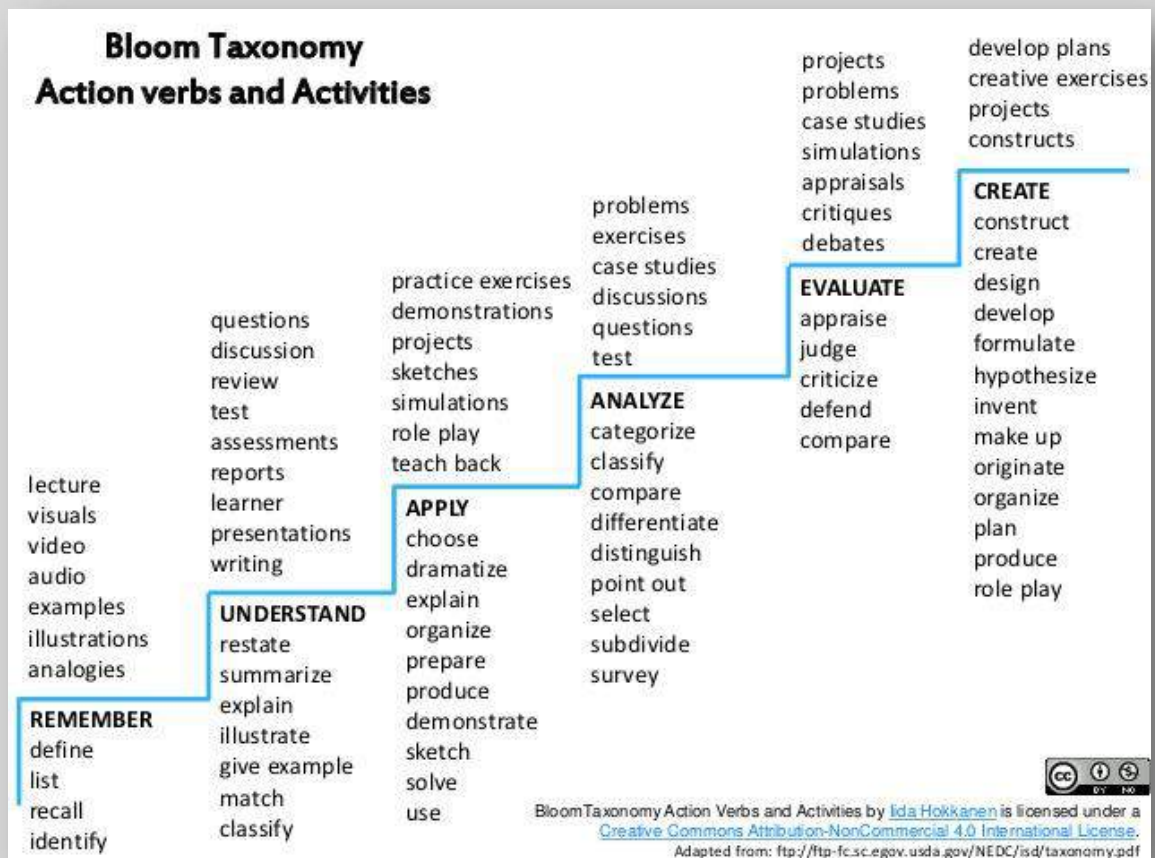 Bloom Taxonomy
Action verbs and Activities
lecture
visuals
video
audio
examples
illustrations
analogies
REMEMBER
define
list
recall
identify
questions
discussion
review
test
assessments
reports
learner
presentations
writing
UNDERSTAND
restate
summarize
explain
illustrate
give example
match
classify
practice exercises
demonstrations
projects
sketches
simulations
role play
teach back
APPLY
choose
dramatize
explain
organize
prepare
produce
demonstrate
sketch
solve
use
problems
exercises
case studies
discussions
questions
test
ANALYZE
categorize
classify
compare
differentiate
distinguish
point out
select
subdivide
survey
projects
problems
case studies
simulations
appraisals
critiques
debates
EVALUATE
appraise
judge
criticize
defend
compare
develop plans
creative exercises
projects
constructs
CREATE
construct
create
design
develop
formulate
hypothesize
invent
make up
originate
organize
plan
produce
role play
cc
BY NC
BloomTaxonomy Action Verbs and Activities by Iida Hokkanen is licensed under a
Creative Commons Attribution-NonCommercial 4.0 International License.
Adapted from: ftp://ftp-fc.sc.egov.usda.gov/NEDC/isd/taxonomy.pdf